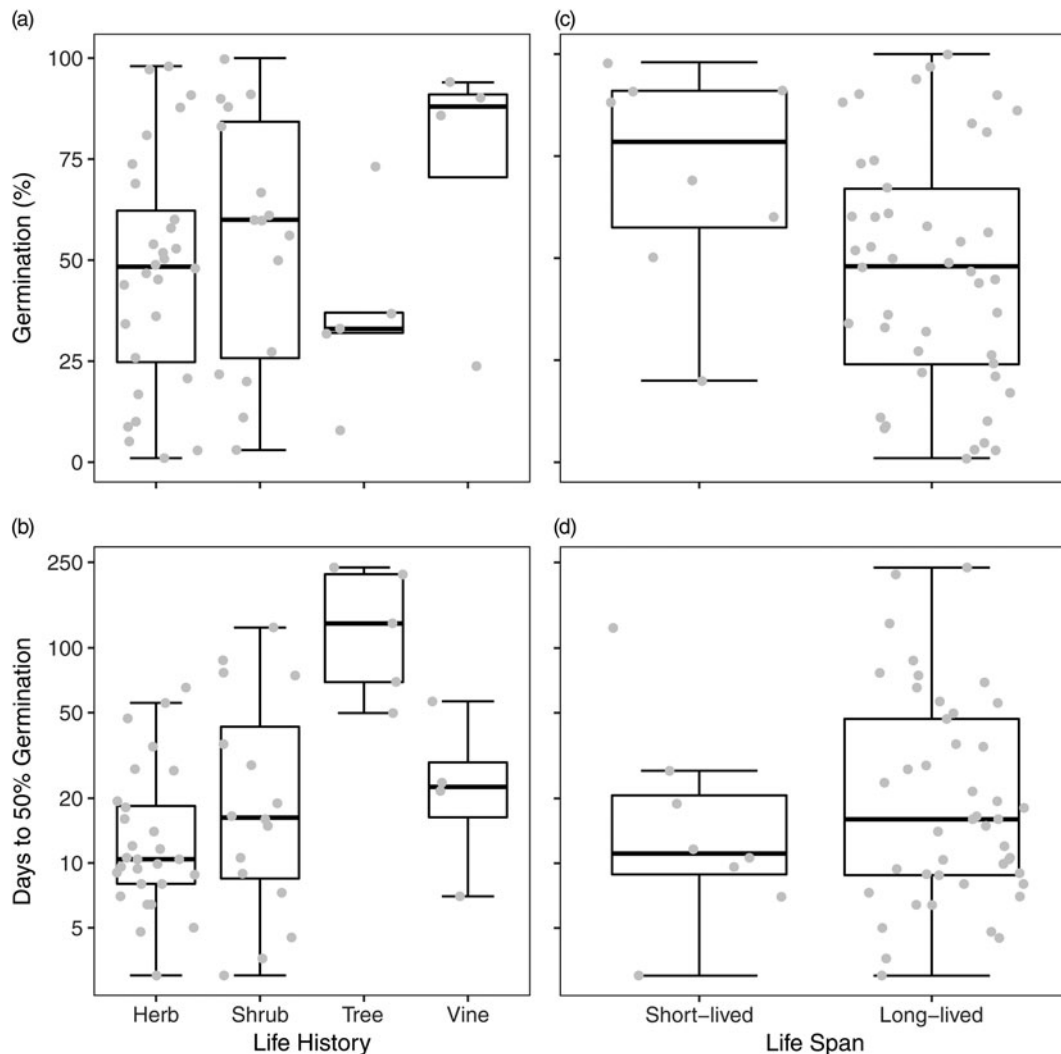 (a)
Germination (%)
100
75
50
25
0
(c)
(b)
Days to 50% Germination
250
100
50
20
10
5
Herb Shrub Tree Vine
Life History
(d)
Short–lived Long–lived
Life Span